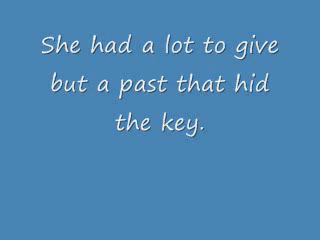 She had a lot to give
but a past that hid
the key.